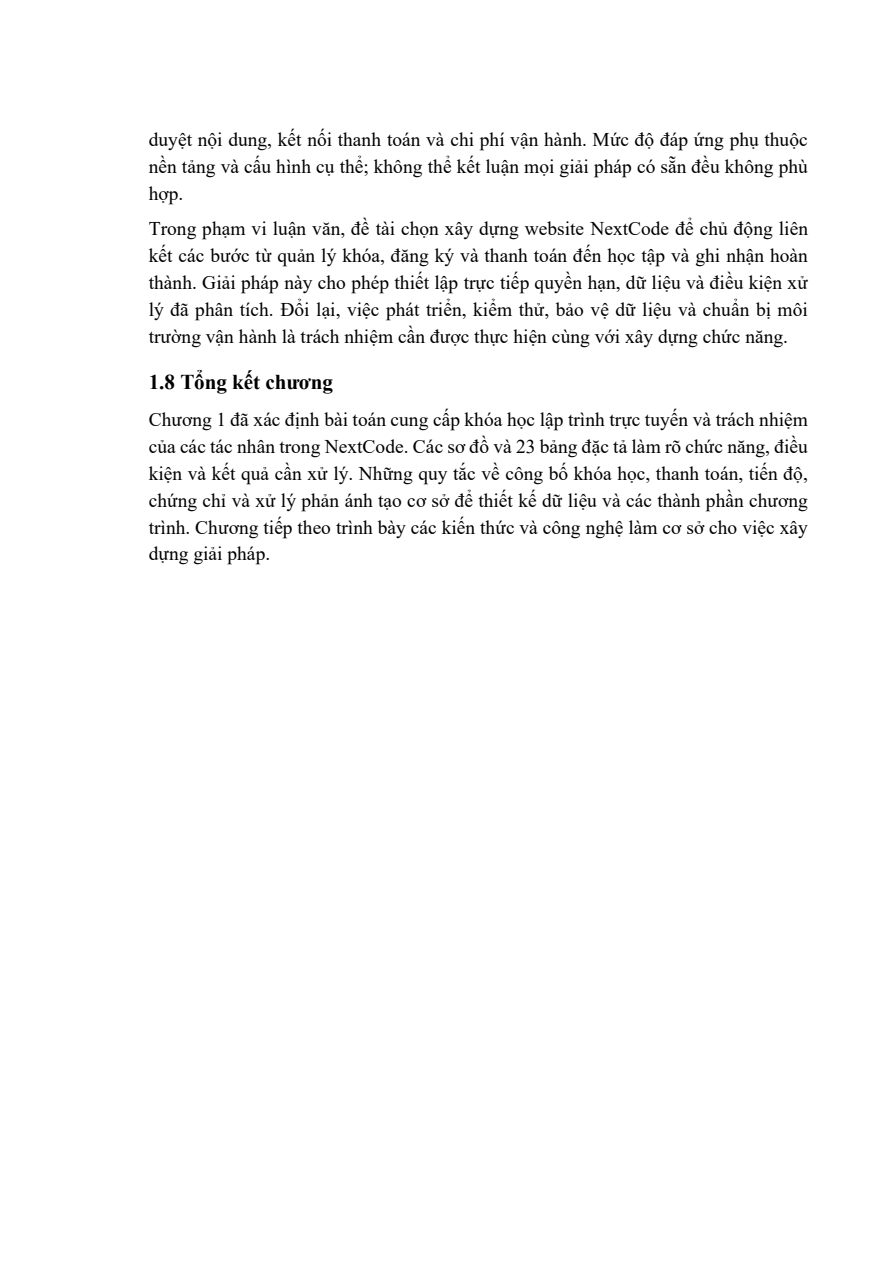 duyệt nội dung, kết nối thanh toán và chi phí vận hành. Mức độ đáp ứng phụ thuộc
nền tảng và cấu hình cụ thể; không thể kết luận mọi giải pháp có sẵn đều không phù
hợp.
Trong phạm vi luận văn, đề tài chọn xây dựng website NextCode để chủ động liên
kết các bước từ quản lý khóa, đăng ký và thanh toán đến học tập và ghi nhận hoàn
thành. Giải pháp này cho phép thiết lập trực tiếp quyền hạn, dữ liệu và điều kiện xử
lý đã phân tích. Đổi lại, việc phát triển, kiểm thử, bảo vệ dữ liệu và chuẩn bị môi
trường vận hành là trách nhiệm cần được thực hiện cùng với xây dựng chức năng.
1.8 Tổng kết chương
Chương 1 đã xác định bài toán cung cấp khóa học lập trình trực tuyến và trách nhiệm
của các tác nhân trong NextCode. Các sơ đồ và 23 bảng đặc tả làm rõ chức năng, điều
kiện và kết quả cần xử lý. Những quy tắc về công bố khóa học, thanh toán, tiến độ,
chứng chỉ và xử lý phản ánh tạo cơ sở để thiết kế dữ liệu và các thành phần chương
trình. Chương tiếp theo trình bày các kiến thức và công nghệ làm cơ sở cho việc xây
dựng giải pháp.